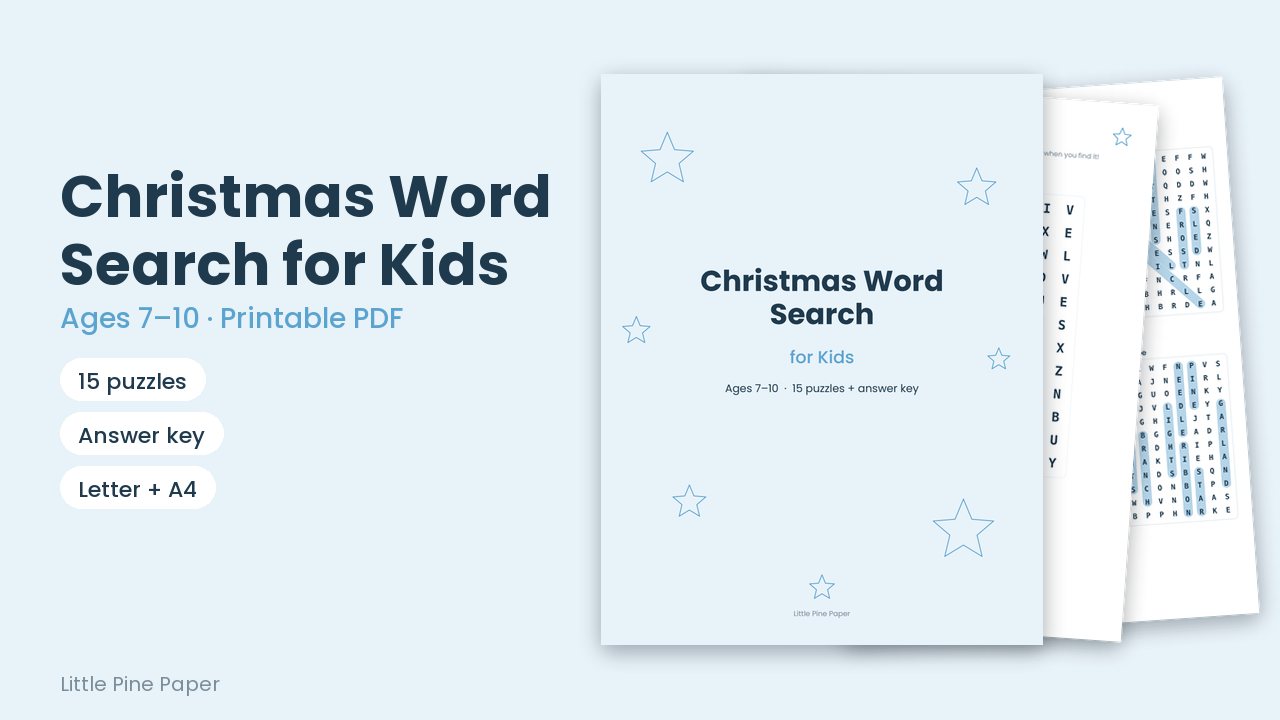 Christmas Word
Search for Kids
Ages 7–10 · Printable PDF
15 puzzles
Answer key
Letter + A4
Little Pine Paper
Christmas Word
Search
for Kids
Ages 7–10 · 15 puzzles + answer key
Little Pine Paper
when you find it!
I V
X E
L
V
E
S
X
Z
N
B
U
Y
E F F W
O O S H
Q D D W
H Z F H
E S F S X
N E R L Q
S H O E Z
E S S D W
I L T N L
N C R F A
B H R L L G
H B R D E A
W F N P V S
A J N E I R L
G U O E N K Y
J V L D E Y G
G H I L J T A
B G G E A D R
R D H R I P L
A K T I E H A
N D S B S Q N
C O N B T P D
W H V N O A A S
B P P H N R K E